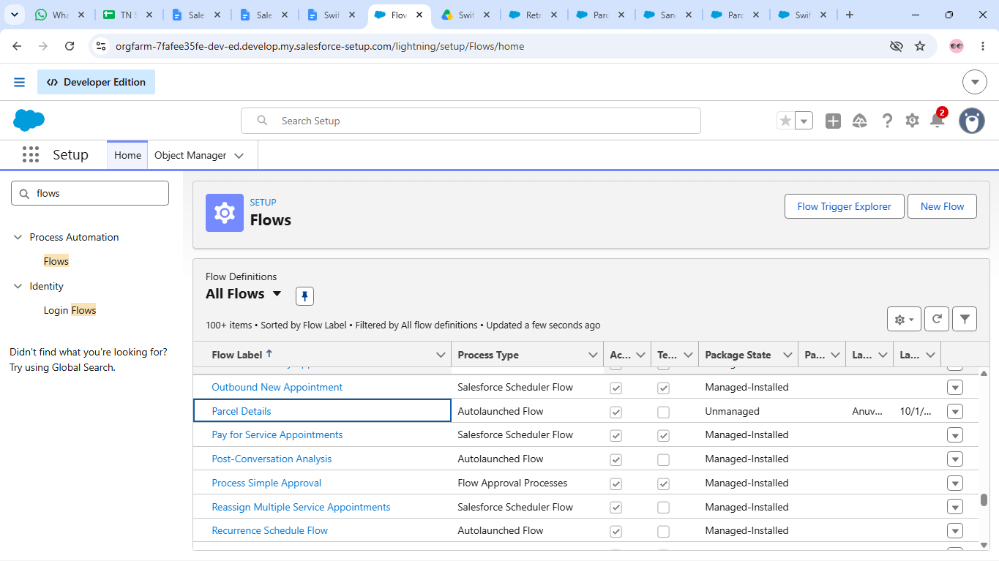 Wha
TN S
Sale
Sale
Swif
Flow
Swif
Retr
Parc
San
Parc
Swif
orgfarm-7fafee35fe-dev-ed.develop.my.salesforce-setup.com/lightning/setup/Flows/home
Developer Edition
Search Setup
2
Setup
Home
Object Manager
flows
Process Automation
Flows
Identity
Login Flows
Didn't find what you're looking for?
Try using Global Search.
SETUP
Flows
Flow Trigger Explorer
New Flow
Flow Definitions
All Flows
100+ items • Sorted by Flow Label • Filtered by All flow definitions • Updated a few seconds ago
Flow Label ↑ Process Type Ac... Te... Package State Pa... La... La...
Outbound New Appointment Salesforce Scheduler Flow Managed-Installed
Parcel Details Autolaunched Flow Unmanaged Anuv... 10/1/...
Pay for Service Appointments Salesforce Scheduler Flow Managed-Installed
Post-Conversation Analysis Autolaunched Flow Managed-Installed
Process Simple Approval Flow Approval Processes Managed-Installed
Reassign Multiple Service Appointments Salesforce Scheduler Flow Managed-Installed
Recurrence Schedule Flow Autolaunched Flow Managed-Installed